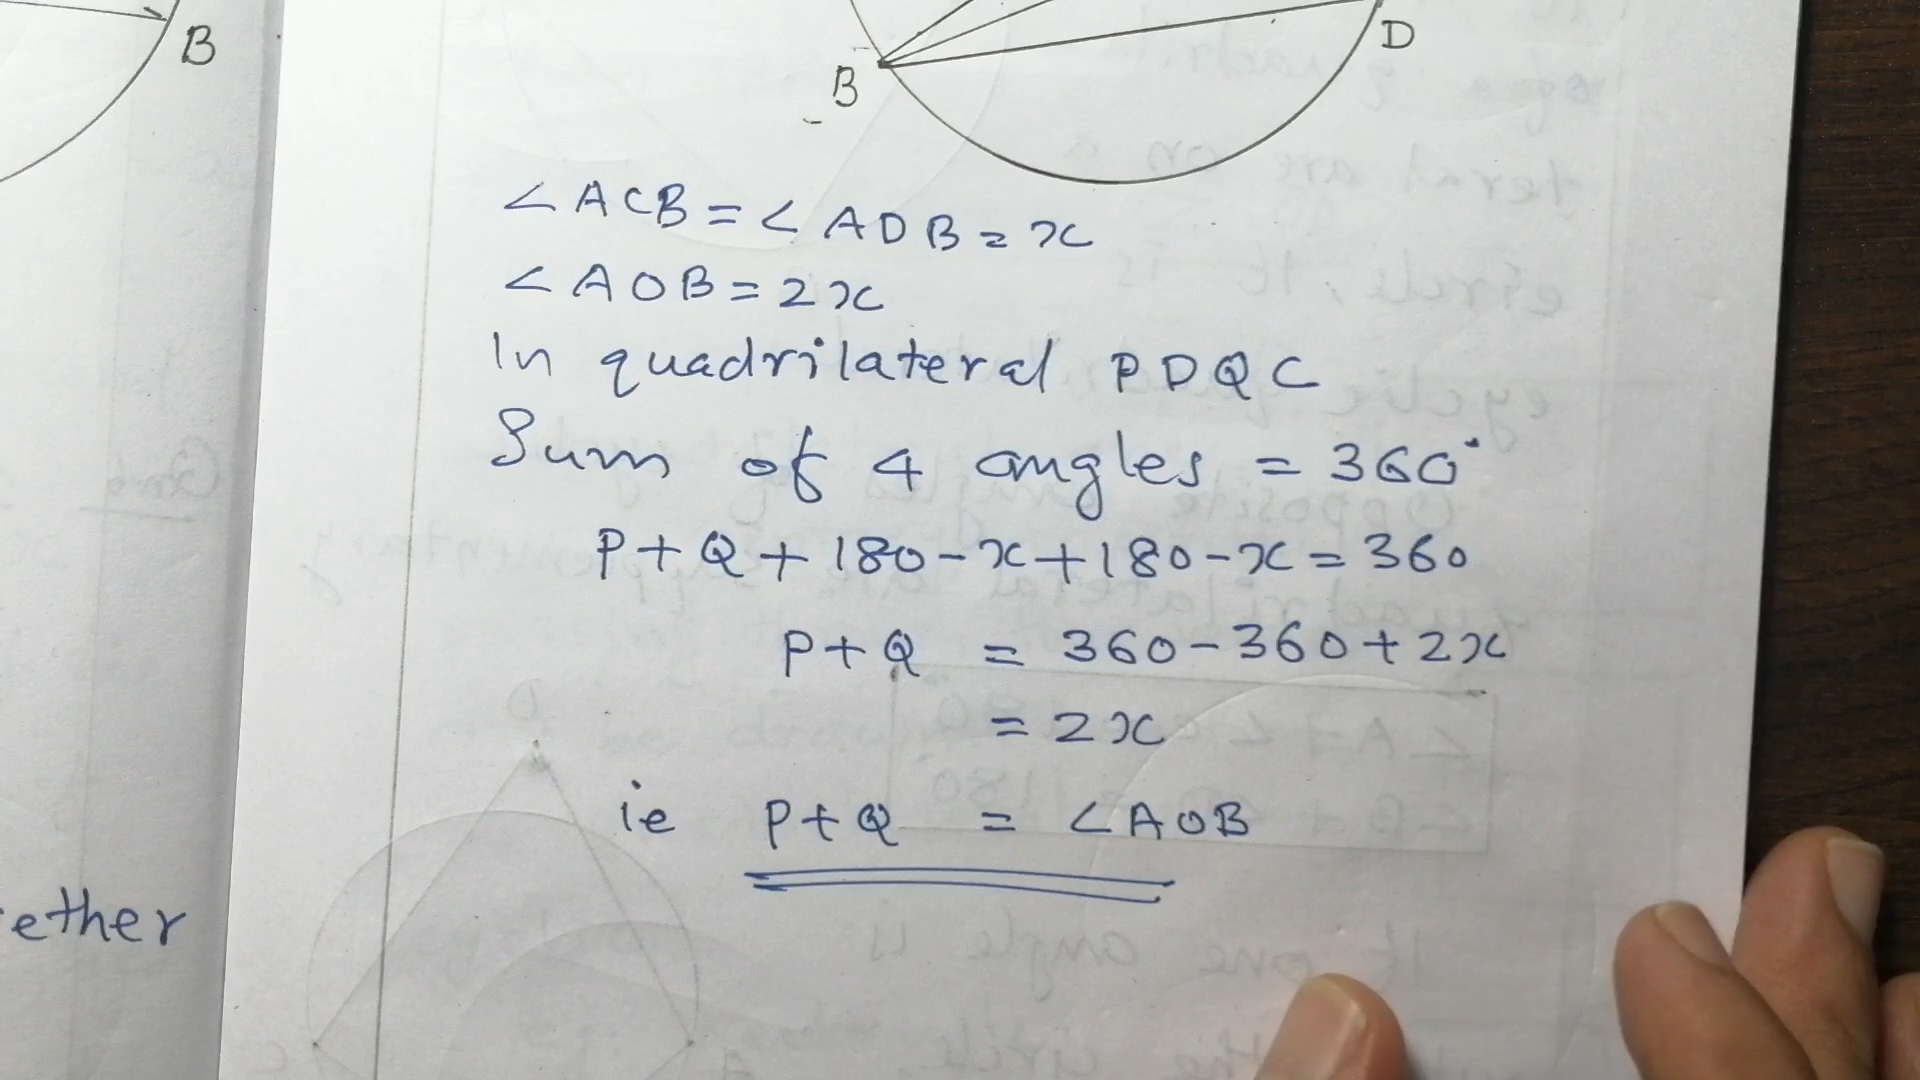 B
D
B
∠ACB = ∠ADB = x
∠AOB = 2x
In quadrilateral PDQC
Sum of 4 angles = 360°
P+Q+180-x+180-x=360
P+Q = 360-360+2x
= 2x
ie P+Q = ∠AOB
ether